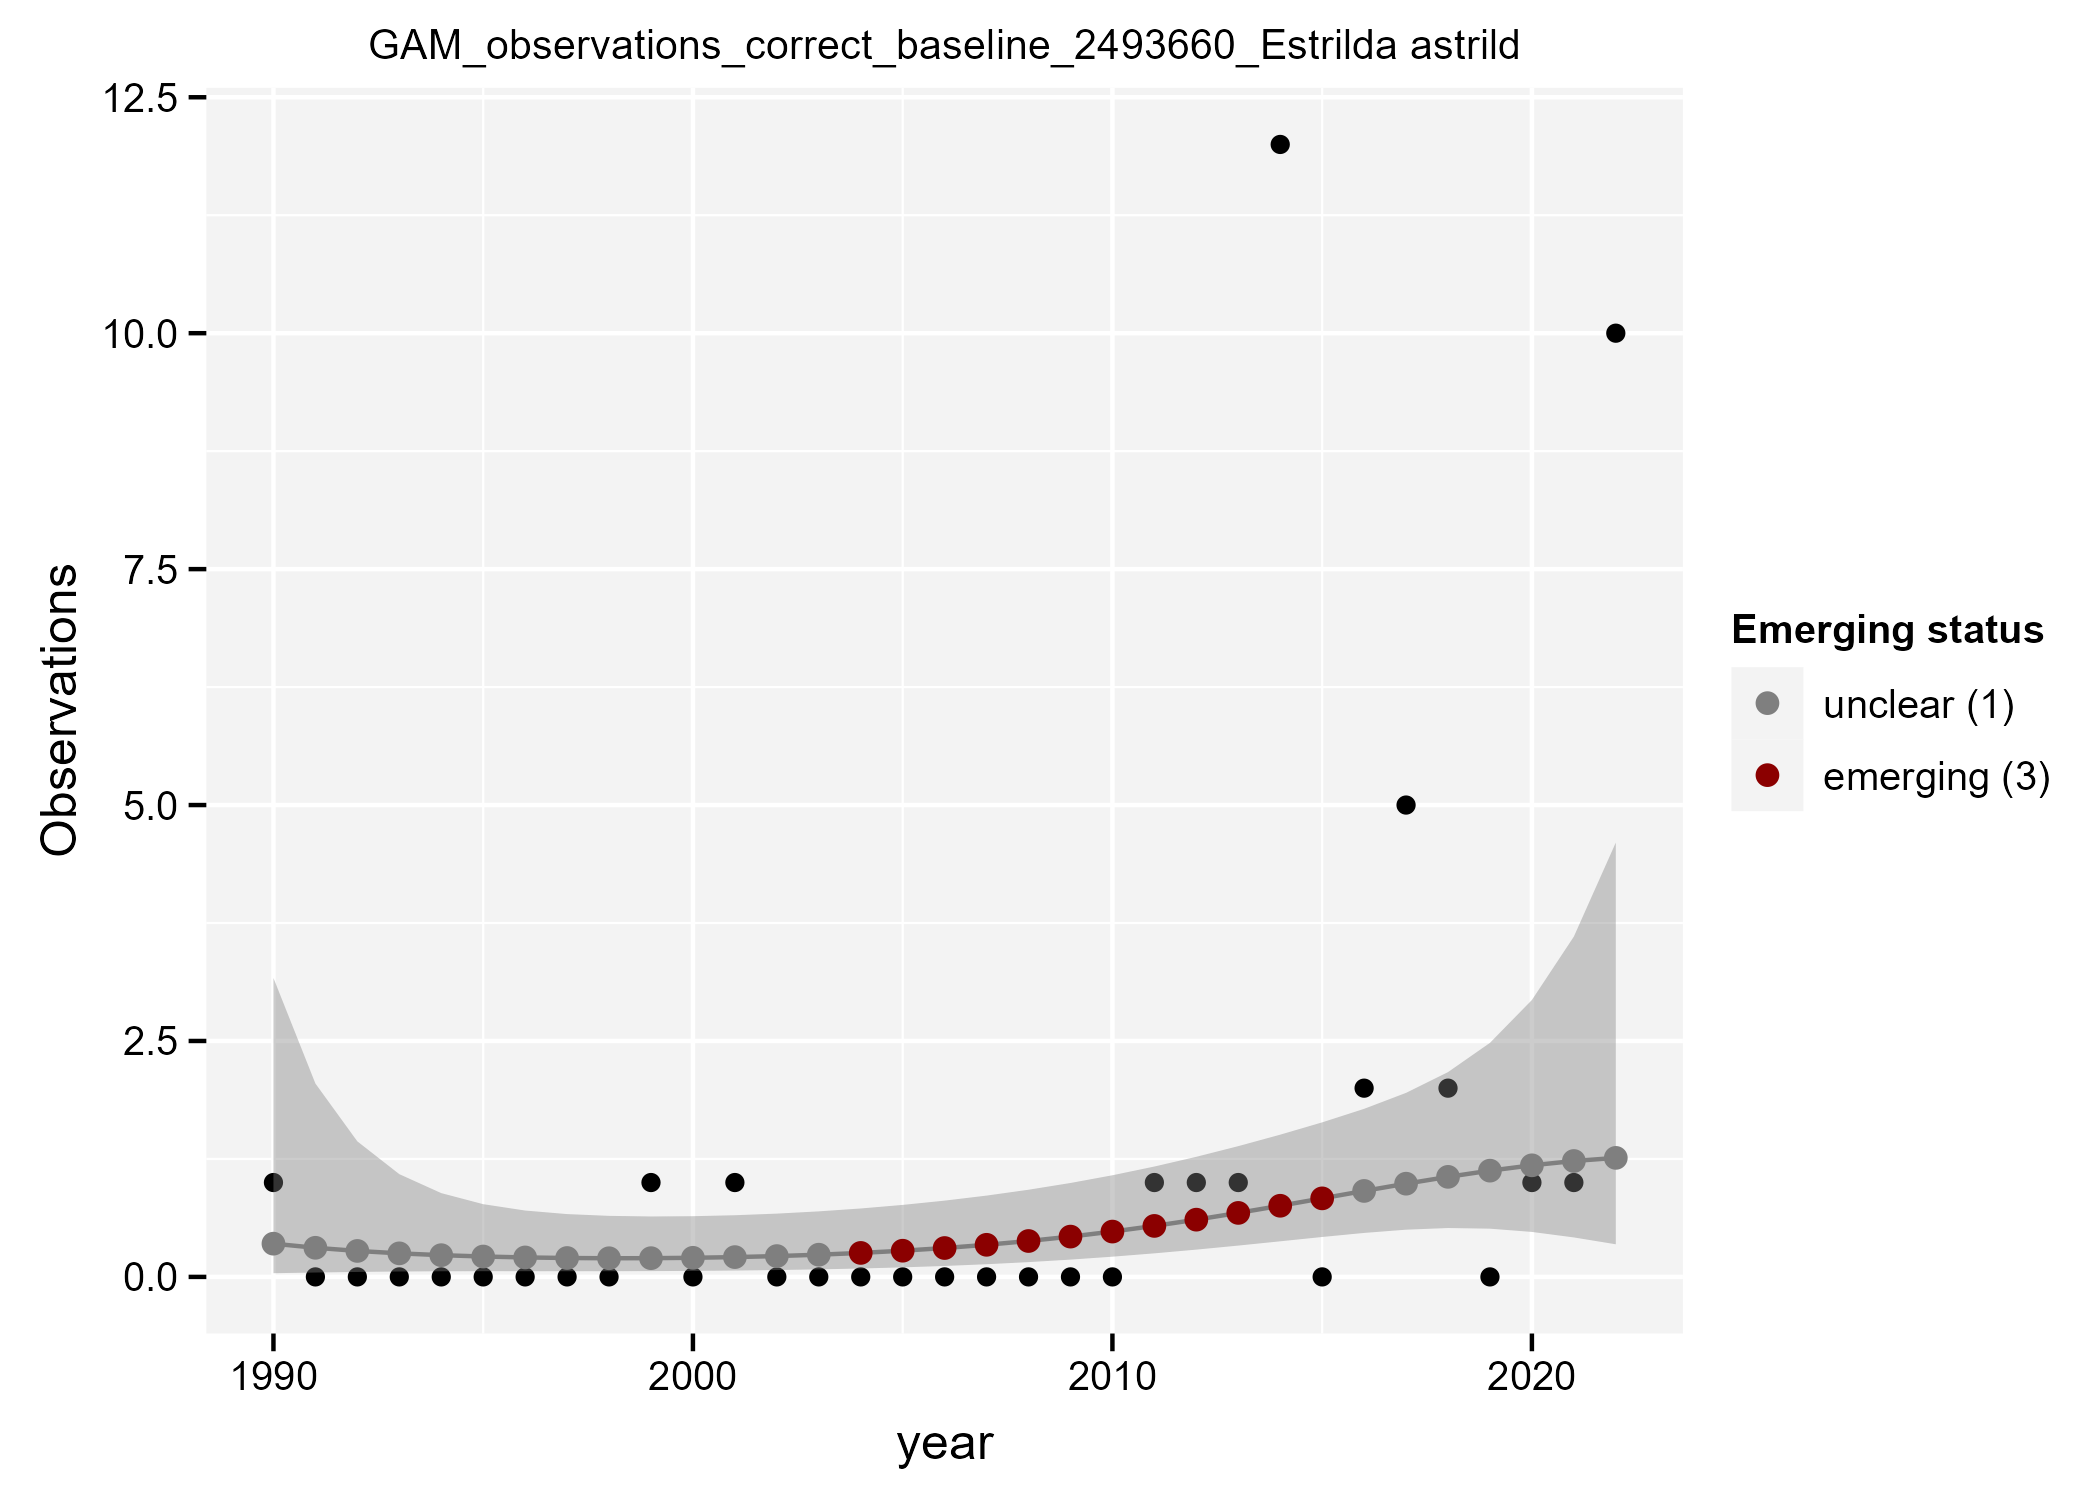 GAM_observations_correct_baseline_2493660_Estrilda astrild
12.5
10.0
7.5
5.0
2.5
0.0
Observations
1990
2000
2010
2020
year
Emerging status
unclear (1)
emerging (3)